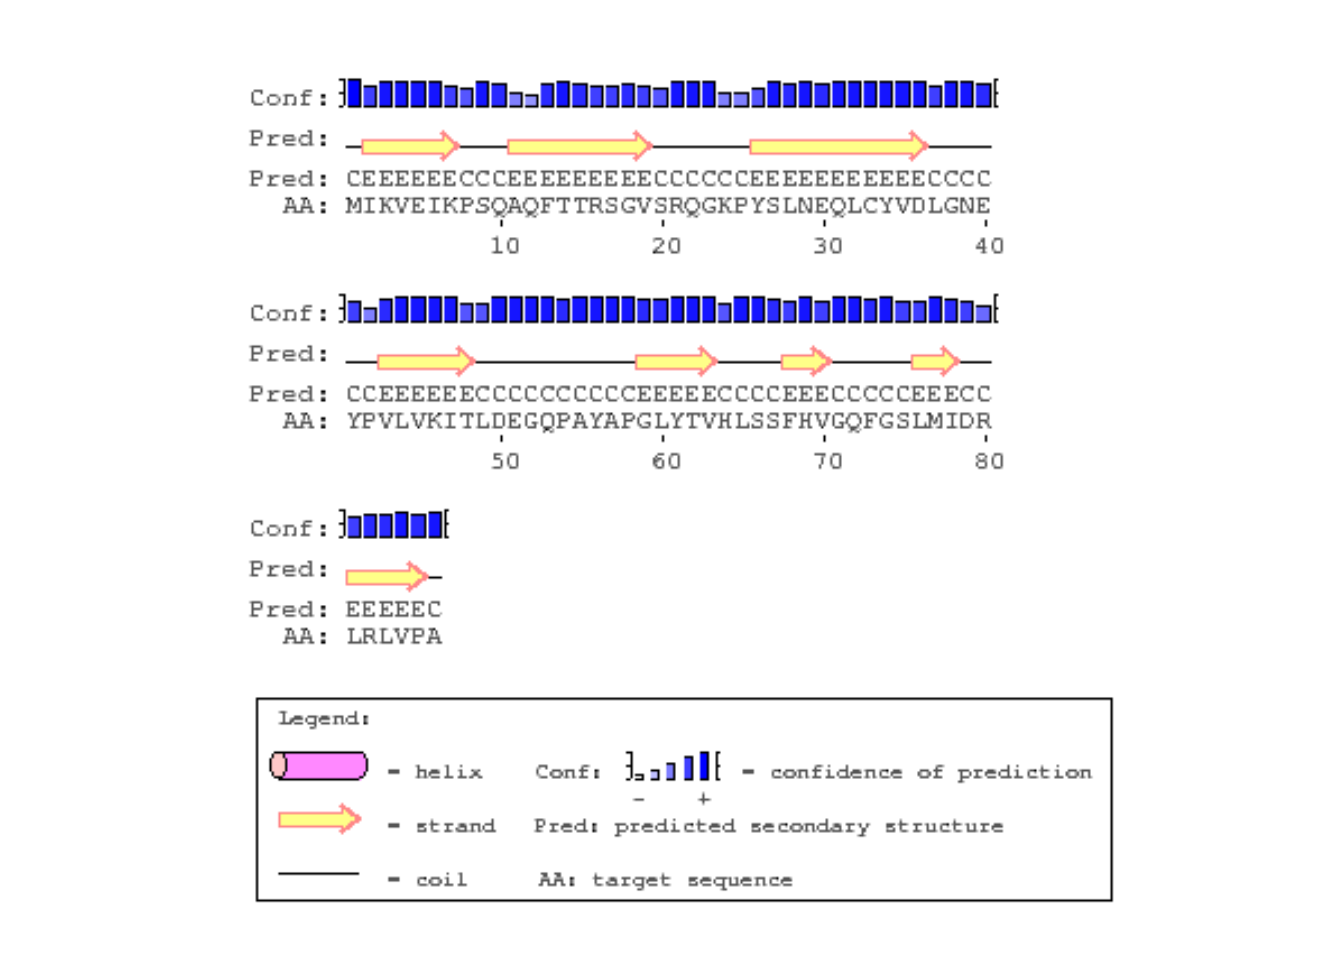 Conf:
Pred:
Pred: CEEEEEECCCEEEEEEEEECCCCCCEEEEEEEEEEECCCC
AA: MIKVEIKPSQAQFTTRSGVSRQGKPYSLNEQLCYVDLGNE
10 20 30 40
Conf:
Pred:
Pred: CCEEEEEECCCCCCCCCCEEEEECCCCEEECCCCCEEECC
AA: YPVLVKITLDEGQPAYAPGLYTVHLSSFHVGQFGSLMIDR
50 60 70 80
Conf:
Pred:
Pred: EEEEEC
AA: LRLVPA
Legend:
= helix Conf: = confidence of prediction
- +
= strand Pred: predicted secondary structure
= coil AA: target sequence